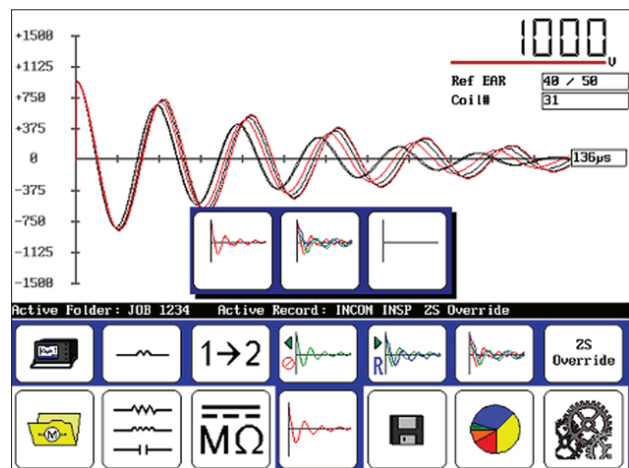 +1500
1000
V
+1125
Ref EAR 40 / 50
+750
Coil# 31
+375
0
136µs
-375
-750
-1125
-1500
Active Folder: JOB 1234 Active Record: INCOM INSP 2S Override
1→2
R
2S
Override
M
MΩ